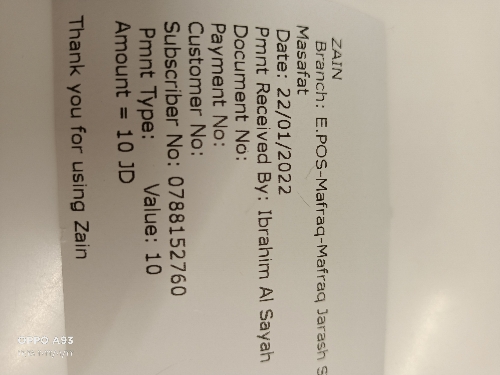 ZAIN
Branch: E.POS-Mafraq-Mafraq Jarash S
Masafat
Date: 22/01/2022
Pmnt Received By: Ibrahim Al Sayah
Document No:
Payment No:
Customer No:
Subscriber No: 0788152760
Pmnt Type: Value: 10
Amount = 10 JD
Thank you for using Zain
OPPO A93